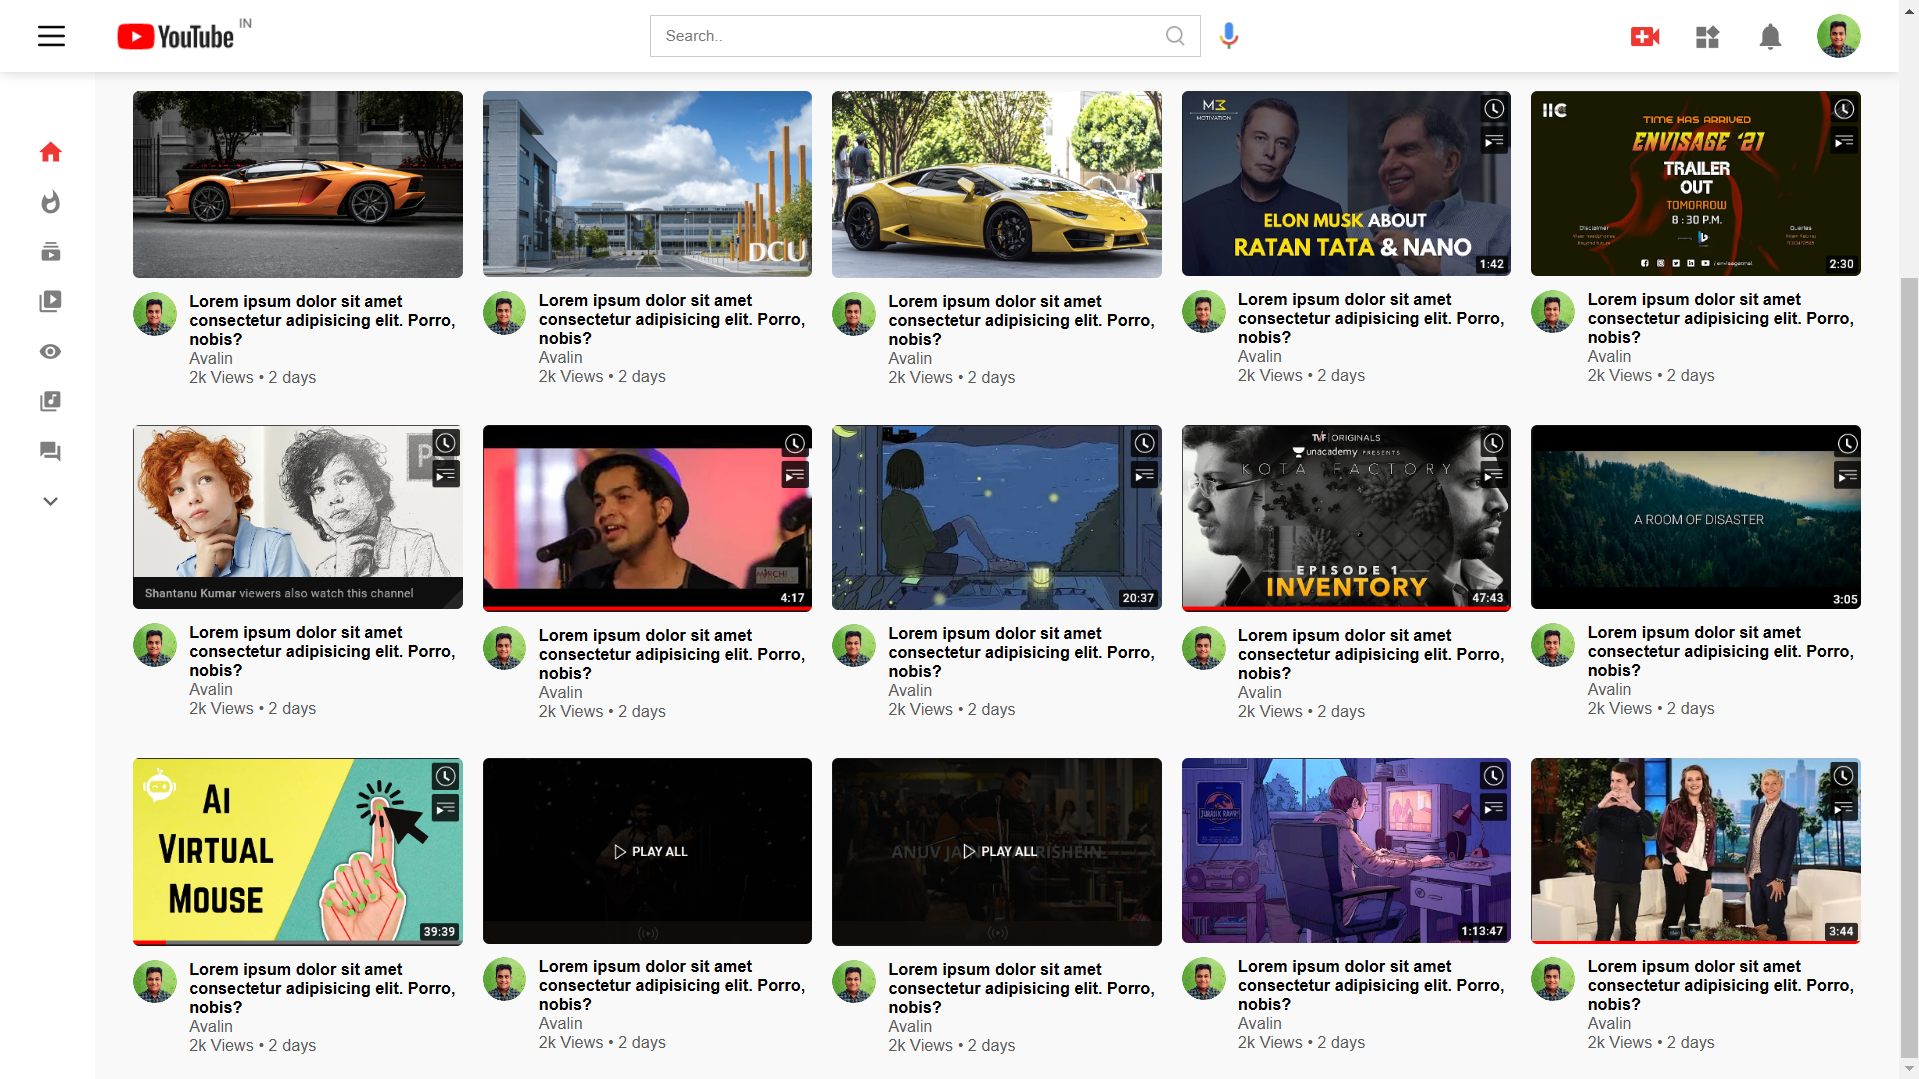 YouTube IN
Search..
DCU
M
MOTIVATION
ELON MUSK ABOUT
RATAN TATA & NANO
1:42
IIC
TIME HAS ARRIVED
ENVISAGE '21
TRAILER
OUT
TOMORROW
8 : 30 P.M.
Disclaimer
Queries
2:30
Lorem ipsum dolor sit amet
consectetur adipisicing elit. Porro,
nobis?
Avalin
2k Views • 2 days
Lorem ipsum dolor sit amet
consectetur adipisicing elit. Porro,
nobis?
Avalin
2k Views • 2 days
Lorem ipsum dolor sit amet
consectetur adipisicing elit. Porro,
nobis?
Avalin
2k Views • 2 days
Lorem ipsum dolor sit amet
consectetur adipisicing elit. Porro,
nobis?
Avalin
2k Views • 2 days
Lorem ipsum dolor sit amet
consectetur adipisicing elit. Porro,
nobis?
Avalin
2k Views • 2 days
P
Shantanu Kumar viewers also watch this channel
MIRCHI
4:17
20:37
TVF ORIGINALS
unacademy PRESENTS
KOTA FACTORY
EPISODE 1
INVENTORY
47:43
A ROOM OF DISASTER
3:05
Lorem ipsum dolor sit amet
consectetur adipisicing elit. Porro,
nobis?
Avalin
2k Views • 2 days
Lorem ipsum dolor sit amet
consectetur adipisicing elit. Porro,
nobis?
Avalin
2k Views • 2 days
Lorem ipsum dolor sit amet
consectetur adipisicing elit. Porro,
nobis?
Avalin
2k Views • 2 days
Lorem ipsum dolor sit amet
consectetur adipisicing elit. Porro,
nobis?
Avalin
2k Views • 2 days
Lorem ipsum dolor sit amet
consectetur adipisicing elit. Porro,
nobis?
Avalin
2k Views • 2 days
AI
VIRTUAL
MOUSE
39:39
PLAY ALL
ANUV
PLAY ALL
1:13:47
3:44
Lorem ipsum dolor sit amet
consectetur adipisicing elit. Porro,
nobis?
Avalin
2k Views • 2 days
Lorem ipsum dolor sit amet
consectetur adipisicing elit. Porro,
nobis?
Avalin
2k Views • 2 days
Lorem ipsum dolor sit amet
consectetur adipisicing elit. Porro,
nobis?
Avalin
2k Views • 2 days
Lorem ipsum dolor sit amet
consectetur adipisicing elit. Porro,
nobis?
Avalin
2k Views • 2 days
Lorem ipsum dolor sit amet
consectetur adipisicing elit. Porro,
nobis?
Avalin
2k Views • 2 days